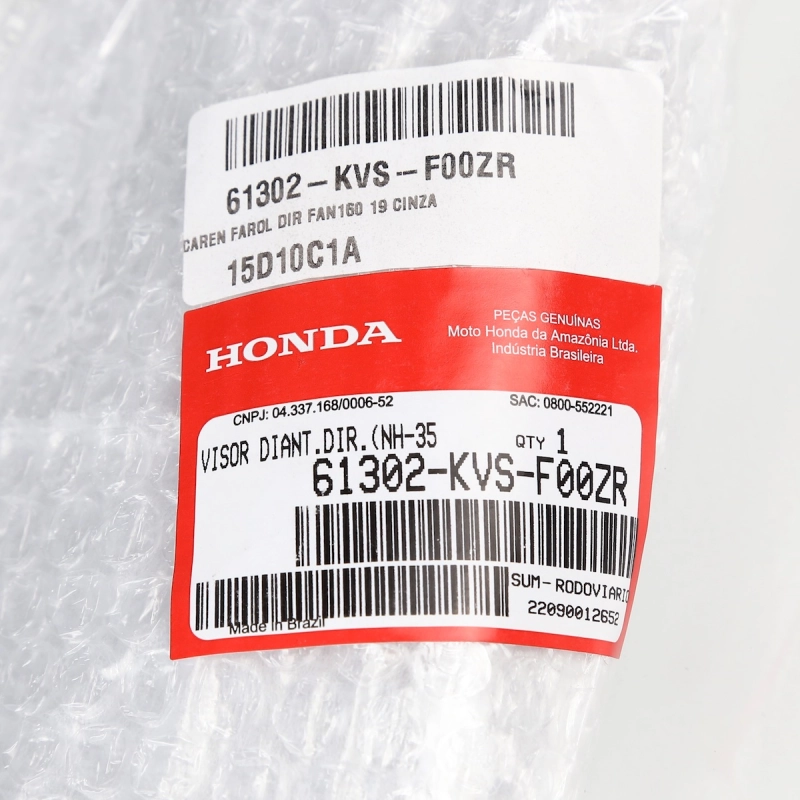 61302-KVS-F00ZR
CAREN FAROL DIR FAN160 19 CINZA
15D10C1A
HONDA
PEÇAS GENUÍNAS
Moto Honda da Amazônia Ltda.
Indústria Brasileira
CNPJ: 04.337.168/0006-52
SAC: 0800-552221
VISOR DIANT.DIR.(NH-35
QTY 1
61302-KVS-F00ZR
SUM-RODOVIARIO
22090012652
Made in Brazil